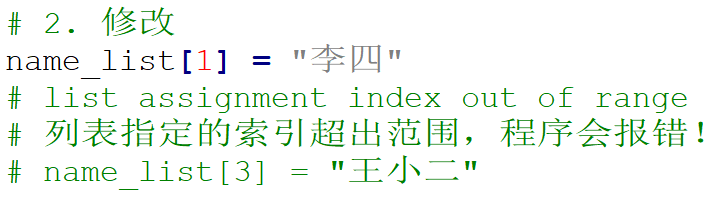 # 2. 修改
name_list[1] = "李四"
# list assignment index out of range
# 列表指定的索引超出范围，程序会报错！
# name_list[3] = "王小二"